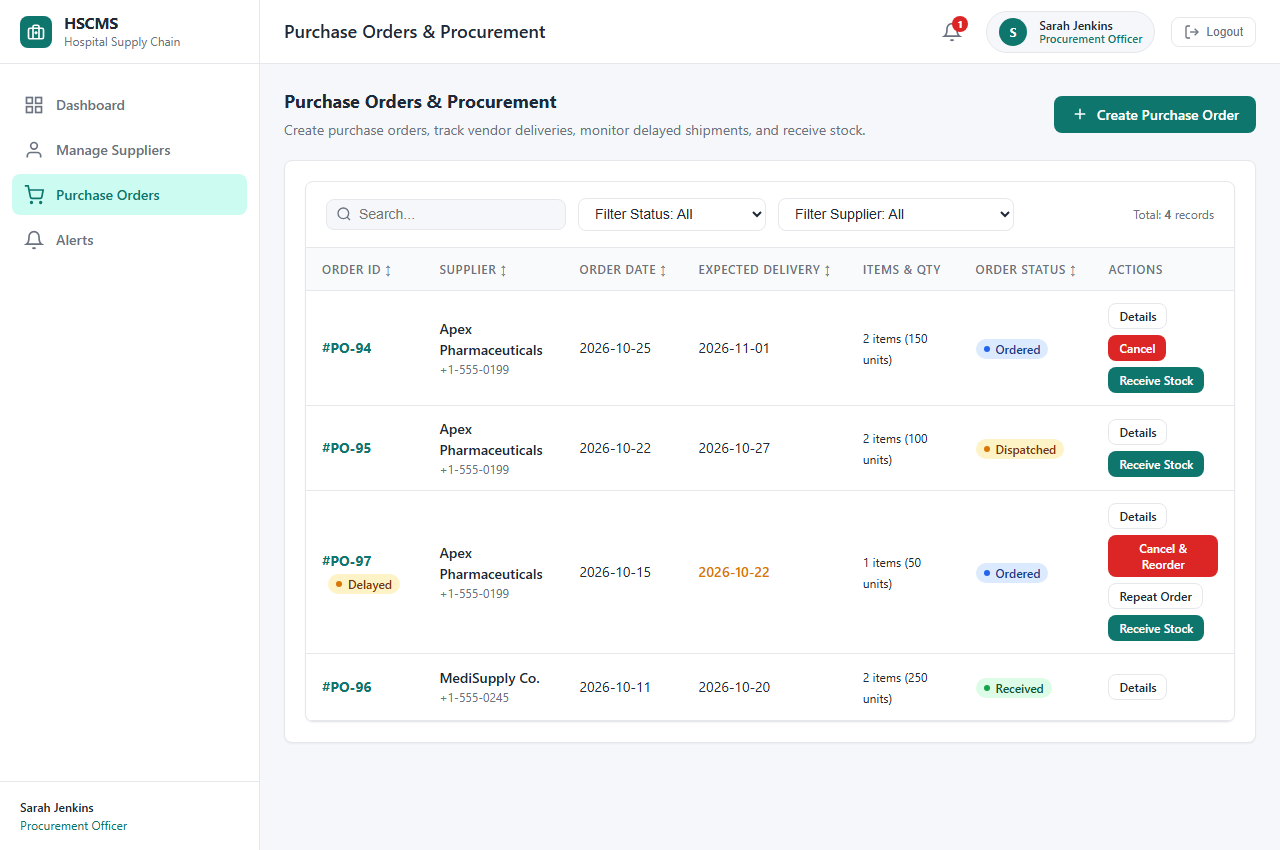 HSCMS
Hospital Supply Chain
Purchase Orders & Procurement
1
S
Sarah Jenkins
Procurement Officer
Logout
Dashboard
Manage Suppliers
Purchase Orders
Alerts
Purchase Orders & Procurement
Create purchase orders, track vendor deliveries, monitor delayed shipments, and receive stock.
+ Create Purchase Order
Search...
Filter Status: All
Filter Supplier: All
Total: 4 records
ORDER ID ↕ SUPPLIER ↕ ORDER DATE ↕ EXPECTED DELIVERY ↕ ITEMS & QTY ORDER STATUS ↕ ACTIONS
#PO-94
Apex
Pharmaceuticals
+1-555-0199
2026-10-25
2026-11-01
2 items (150
units)
Ordered
Details
Cancel
Receive Stock
#PO-95
Apex
Pharmaceuticals
+1-555-0199
2026-10-22
2026-10-27
2 items (100
units)
Dispatched
Details
Receive Stock
#PO-97
Delayed
Apex
Pharmaceuticals
+1-555-0199
2026-10-15
2026-10-22
1 items (50
units)
Ordered
Details
Cancel &
Reorder
Repeat Order
Receive Stock
#PO-96
MediSupply Co.
+1-555-0245
2026-10-11
2026-10-20
2 items (250
units)
Received
Details
Sarah Jenkins
Procurement Officer